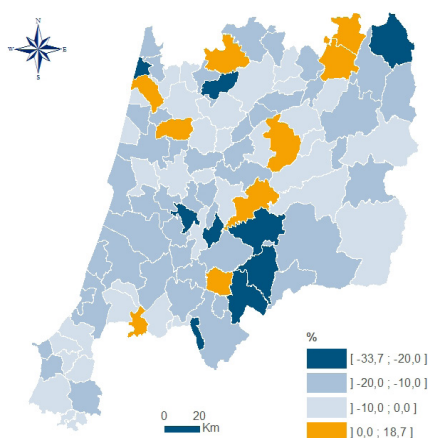 N
W
E
S
%
] -33,7 ; -20,0]
] -20,0 ; -10,0]
] -10,0 ; 0,0]
] 0,0 ; 18,7]
0 20
Km